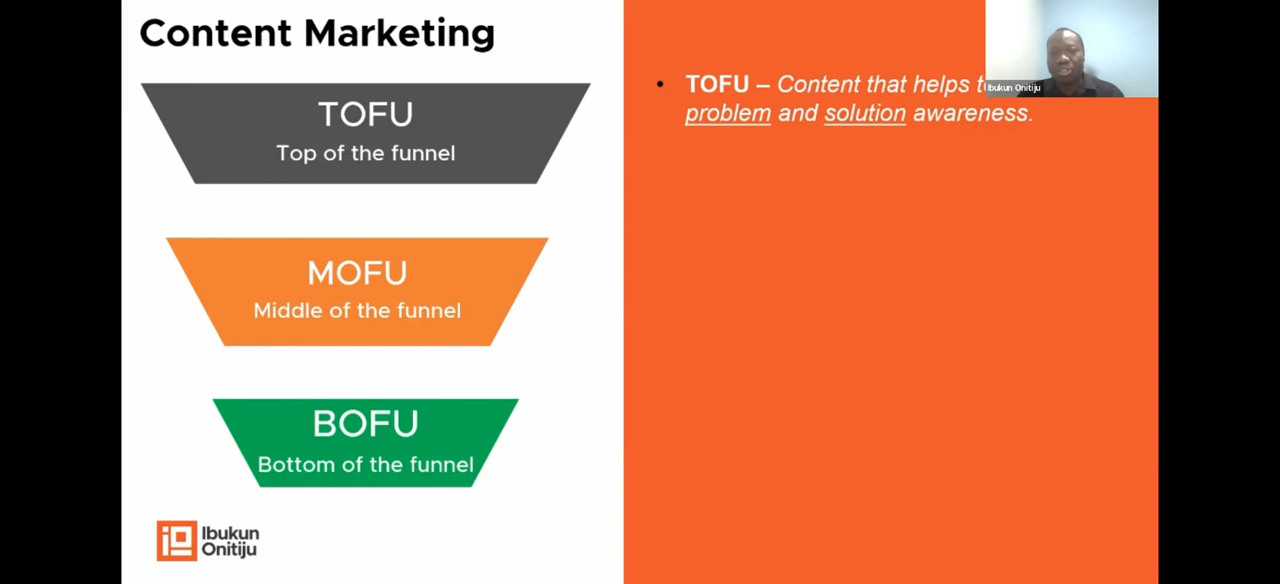 Content Marketing
TOFU
Top of the funnel
MOFU
Middle of the funnel
BOFU
Bottom of the funnel
Ibukun
Onitiju
• TOFU – Content that helps
problem and solution awareness.
Ibukun Onitiju